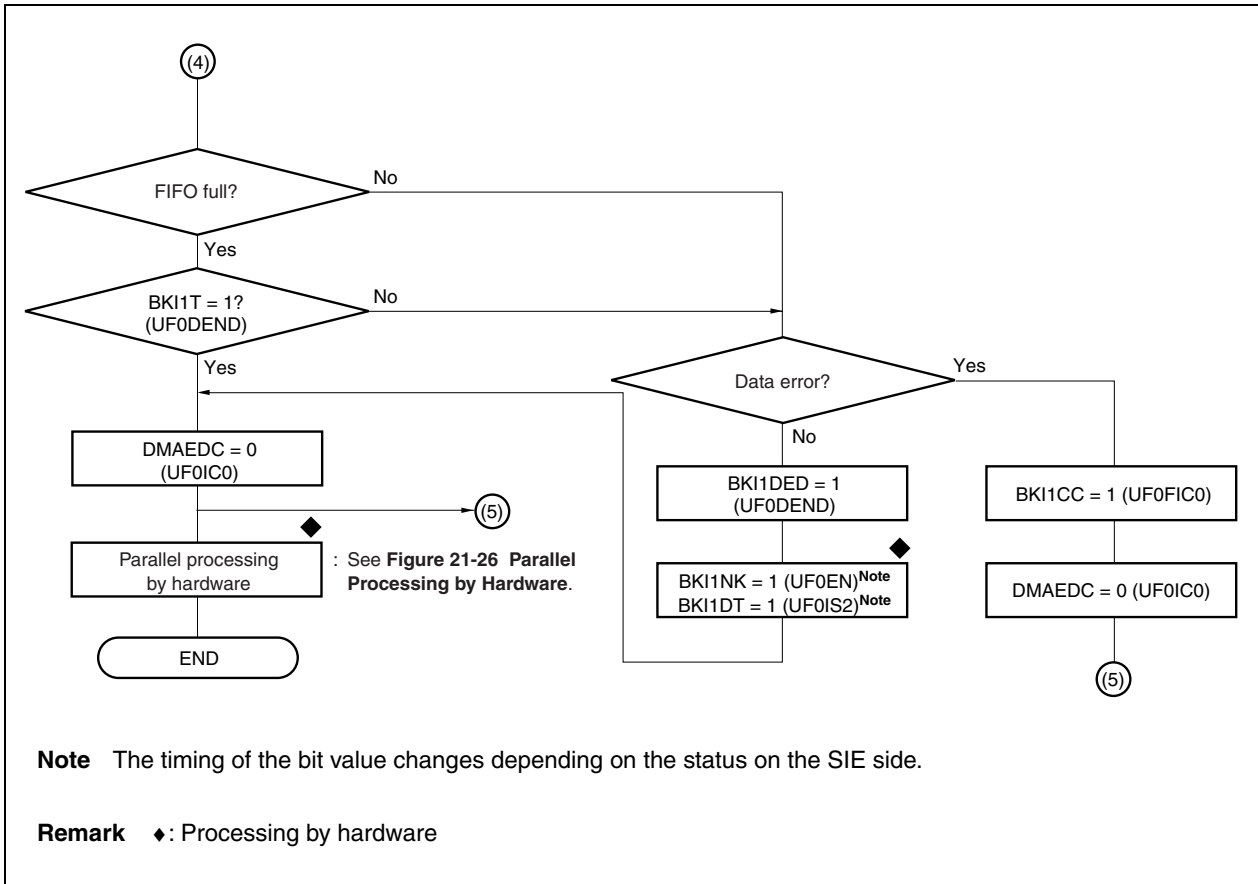 (4)
FIFO full?
No
Yes
BKI1T = 1?
(UF0DEND)
No
Yes
Data error?
Yes
No
DMAEDC = 0
(UF0IC0)
(5)
BKI1DED = 1
(UF0DEND)
BKI1CC = 1 (UF0FIC0)
Parallel processing
by hardware
: See Figure 21-26 Parallel
Processing by Hardware.
BKI1NK = 1 (UF0EN)Note
BKI1DT = 1 (UF0IS2)Note
DMAEDC = 0 (UF0IC0)
END
(5)
Note The timing of the bit value changes depending on the status on the SIE side.
Remark ♦: Processing by hardware